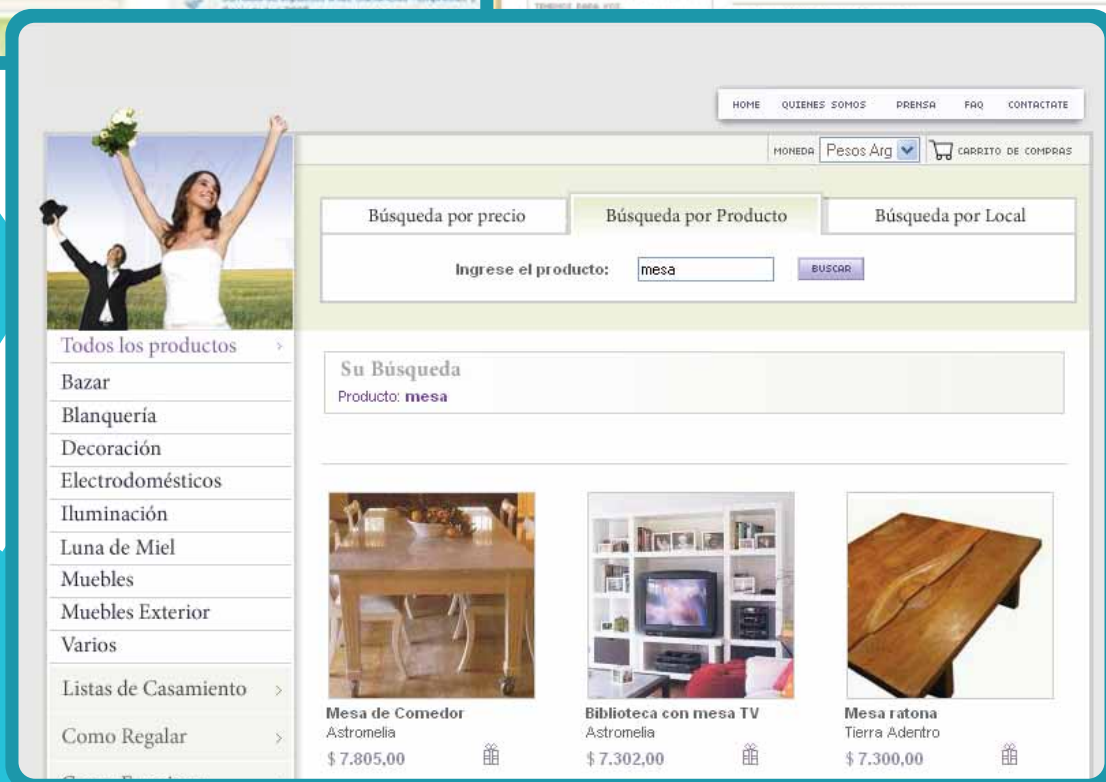 TENEMOS PARA VOS
HOME QUIENES SOMOS PRENSA FAQ CONTACTATE
MONEDA Pesos Arg CARRITO DE COMPRAS
Búsqueda por precio Búsqueda por Producto Búsqueda por Local
Ingrese el producto: mesa BUSCAR
Todos los productos
Bazar
Blanquería
Decoración
Electrodomésticos
Iluminación
Luna de Miel
Muebles
Muebles Exterior
Varios
Listas de Casamiento
Como Regalar
Su Búsqueda
Producto: mesa
Mesa de Comedor
Astromelia
$ 7.805,00
Biblioteca con mesa TV
Astromelia
$ 7.302,00
Mesa ratona
Tierra Adentro
$ 7.300,00